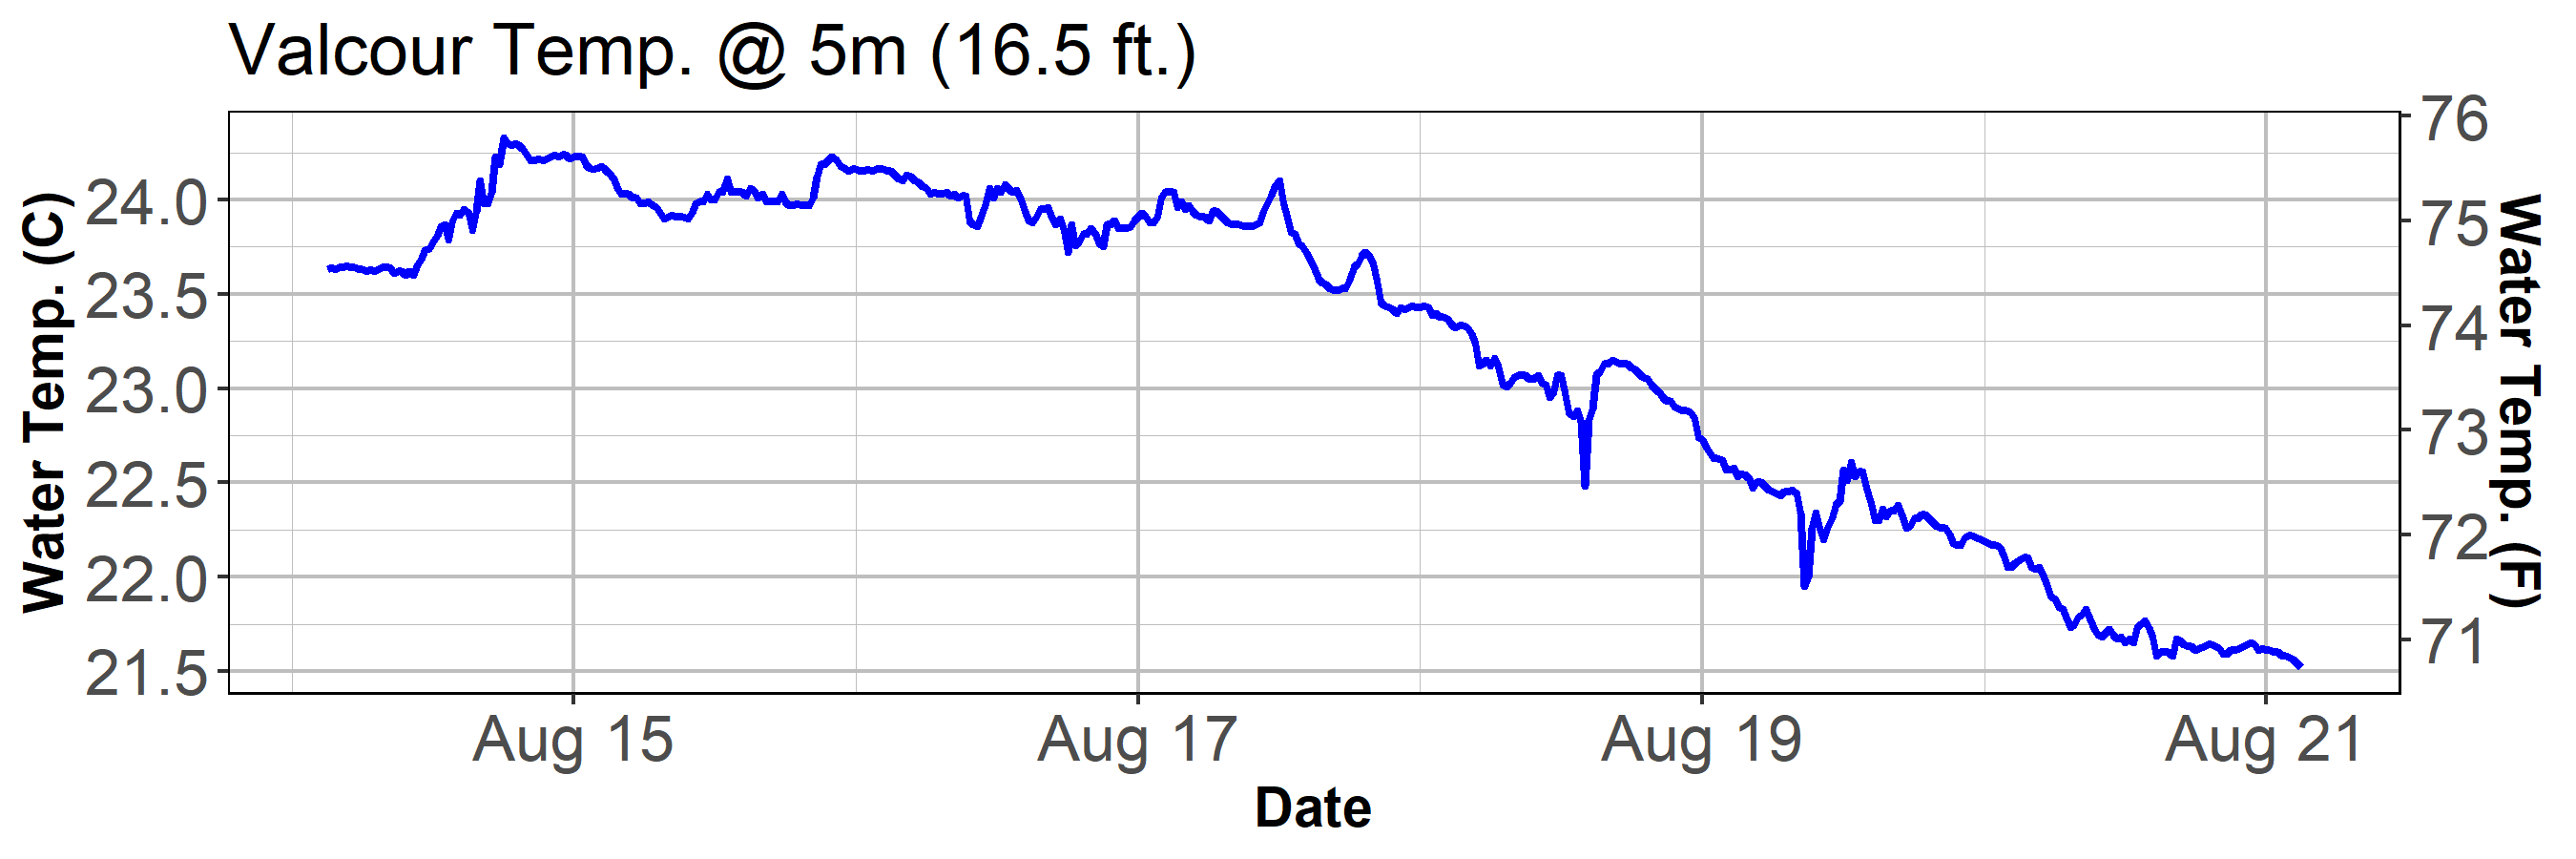 Valcour Temp. @ 5m (16.5 ft.)
Water Temp. (C)
24.0
23.5
23.0
22.5
22.0
21.5
76
75
74
73
72
71
Water Temp. (F)
Aug 15
Aug 17
Aug 19
Aug 21
Date